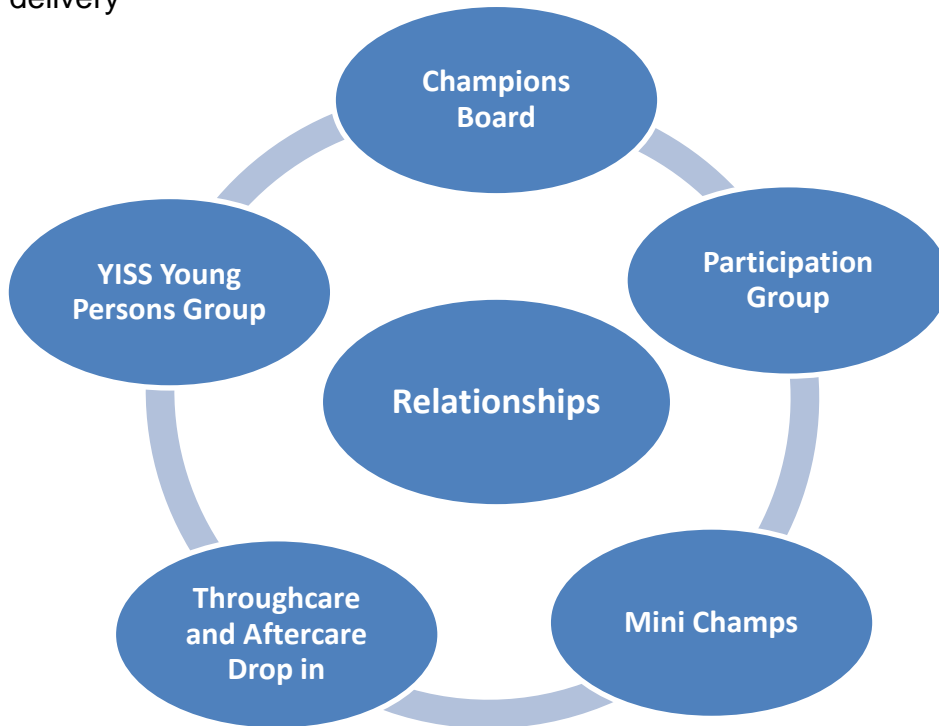 delivery
Champions
Board
Participation
Group
YISS Young
Persons Group
Relationships
Mini Champs
Throughcare
and Aftercare
Drop in